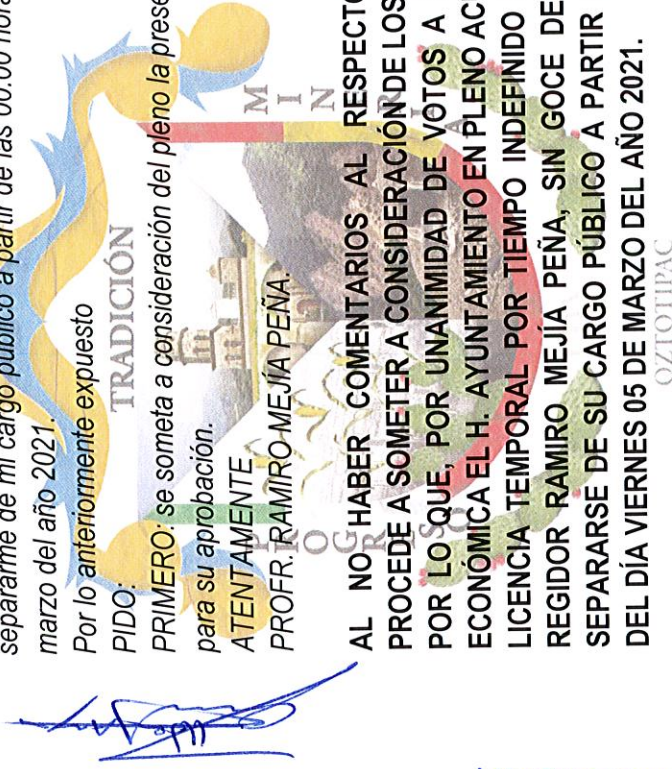 separarme de mi cargo público a partir de las 00:00 hora
marzo del año 2021.
Por lo anteriormente expuesto
PIDO:
PRIMERO: se someta a consideración del pleno la prese
para su aprobación.
ATENTAMENTE
PROFR. RAMIRO MEJÍA PEÑA.
AL NO HABER COMENTARIOS AL RESPECTO
PROCEDE A SOMETER A CONSIDERACIÓN DE LOS
POR LO QUE, POR UNANIMIDAD DE VOTOS A
ECONÓMICA EL H. AYUNTAMIENTO EN PLENO AC
LICENCIA TEMPORAL POR TIEMPO INDEFINIDO
REGIDOR RAMIRO MEJÍA PEÑA, SIN GOCE DE
SEPARARSE DE SU CARGO PÚBLICO A PARTIR
DEL DÍA VIERNES 05 DE MARZO DEL AÑO 2021.
TRADICIÓN
PROGRESO
OZTOTIPAC